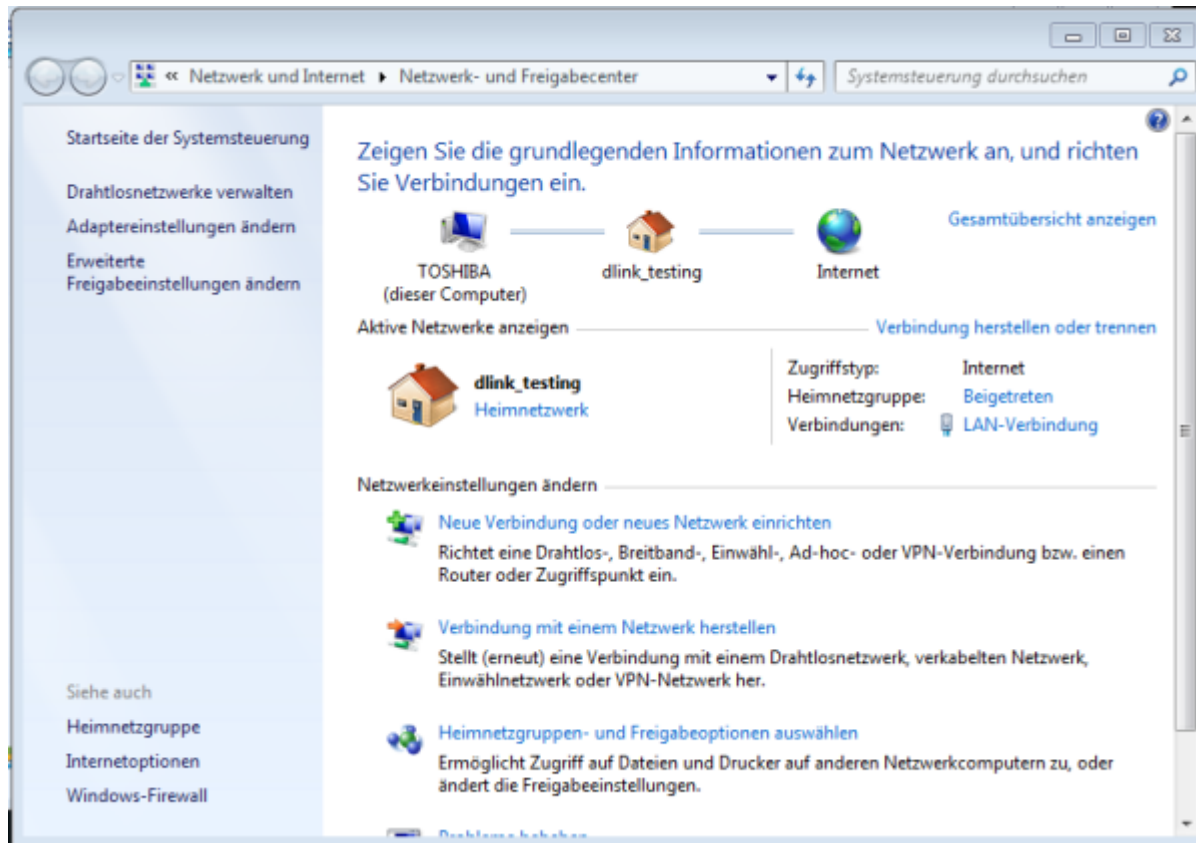 « Netzwerk und Internet ▸ Netzwerk- und Freigabecenter
Systemsteuerung durchsuchen
Startseite der Systemsteuerung
Drahtlosnetzwerke verwalten
Adaptereinstellungen ändern
Erweiterte
Freigabeeinstellungen ändern
Siehe auch
Heimnetzgruppe
Internetoptionen
Windows-Firewall
Zeigen Sie die grundlegenden Informationen zum Netzwerk an, und richten
Sie Verbindungen ein.
Gesamtübersicht anzeigen
TOSHIBA
(dieser Computer)
dlink_testing
Internet
Aktive Netzwerke anzeigen
Verbindung herstellen oder trennen
dlink_testing
Heimnetzwerk
Zugriffstyp: Internet
Heimnetzgruppe: Beigetreten
Verbindungen: LAN-Verbindung
Netzwerkeinstellungen ändern
Neue Verbindung oder neues Netzwerk einrichten
Richtet eine Drahtlos-, Breitband-, Einwähl-, Ad-hoc- oder VPN-Verbindung bzw. einen
Router oder Zugriffspunkt ein.
Verbindung mit einem Netzwerk herstellen
Stellt (erneut) eine Verbindung mit einem Drahtlosnetzwerk, verkabelten Netzwerk,
Einwählnetzwerk oder VPN-Netzwerk her.
Heimnetzgruppen- und Freigabeoptionen auswählen
Ermöglicht Zugriff auf Dateien und Drucker auf anderen Netzwerkcomputern zu, oder
ändert die Freigabeeinstellungen.
Probleme beheben